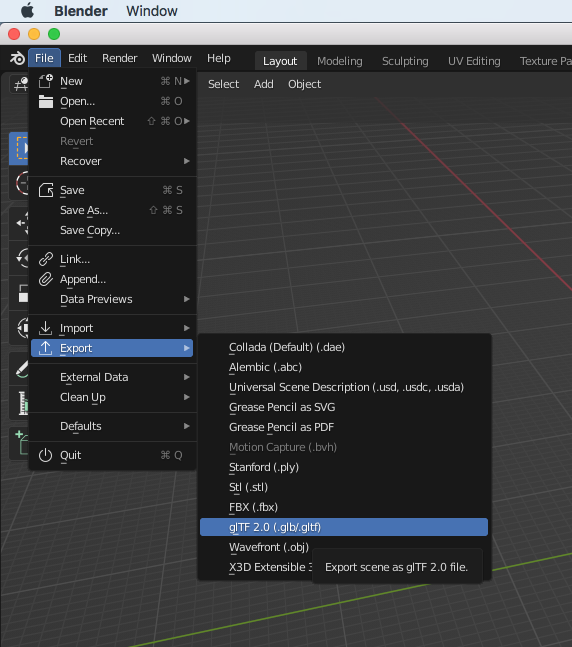 Blender Window
File Edit Render Window Help Layout Modeling Sculpting UV Editing Texture Pa
Select Add Object
New ⌘ N
Open... ⌘ O
Open Recent ⇧ ⌘ O
Revert
Recover
Save ⌘ S
Save As... ⇧ ⌘ S
Save Copy...
Link...
Append...
Data Previews
Import
Export
External Data
Clean Up
Defaults
Quit ⌘ Q
Collada (Default) (.dae)
Alembic (.abc)
Universal Scene Description (.usd, .usdc, .usda)
Grease Pencil as SVG
Grease Pencil as PDF
Motion Capture (.bvh)
Stanford (.ply)
Stl (.stl)
FBX (.fbx)
glTF 2.0 (.glb/.gltf)
Wavefront (.obj)
X3D Extensible 3
Export scene as glTF 2.0 file.